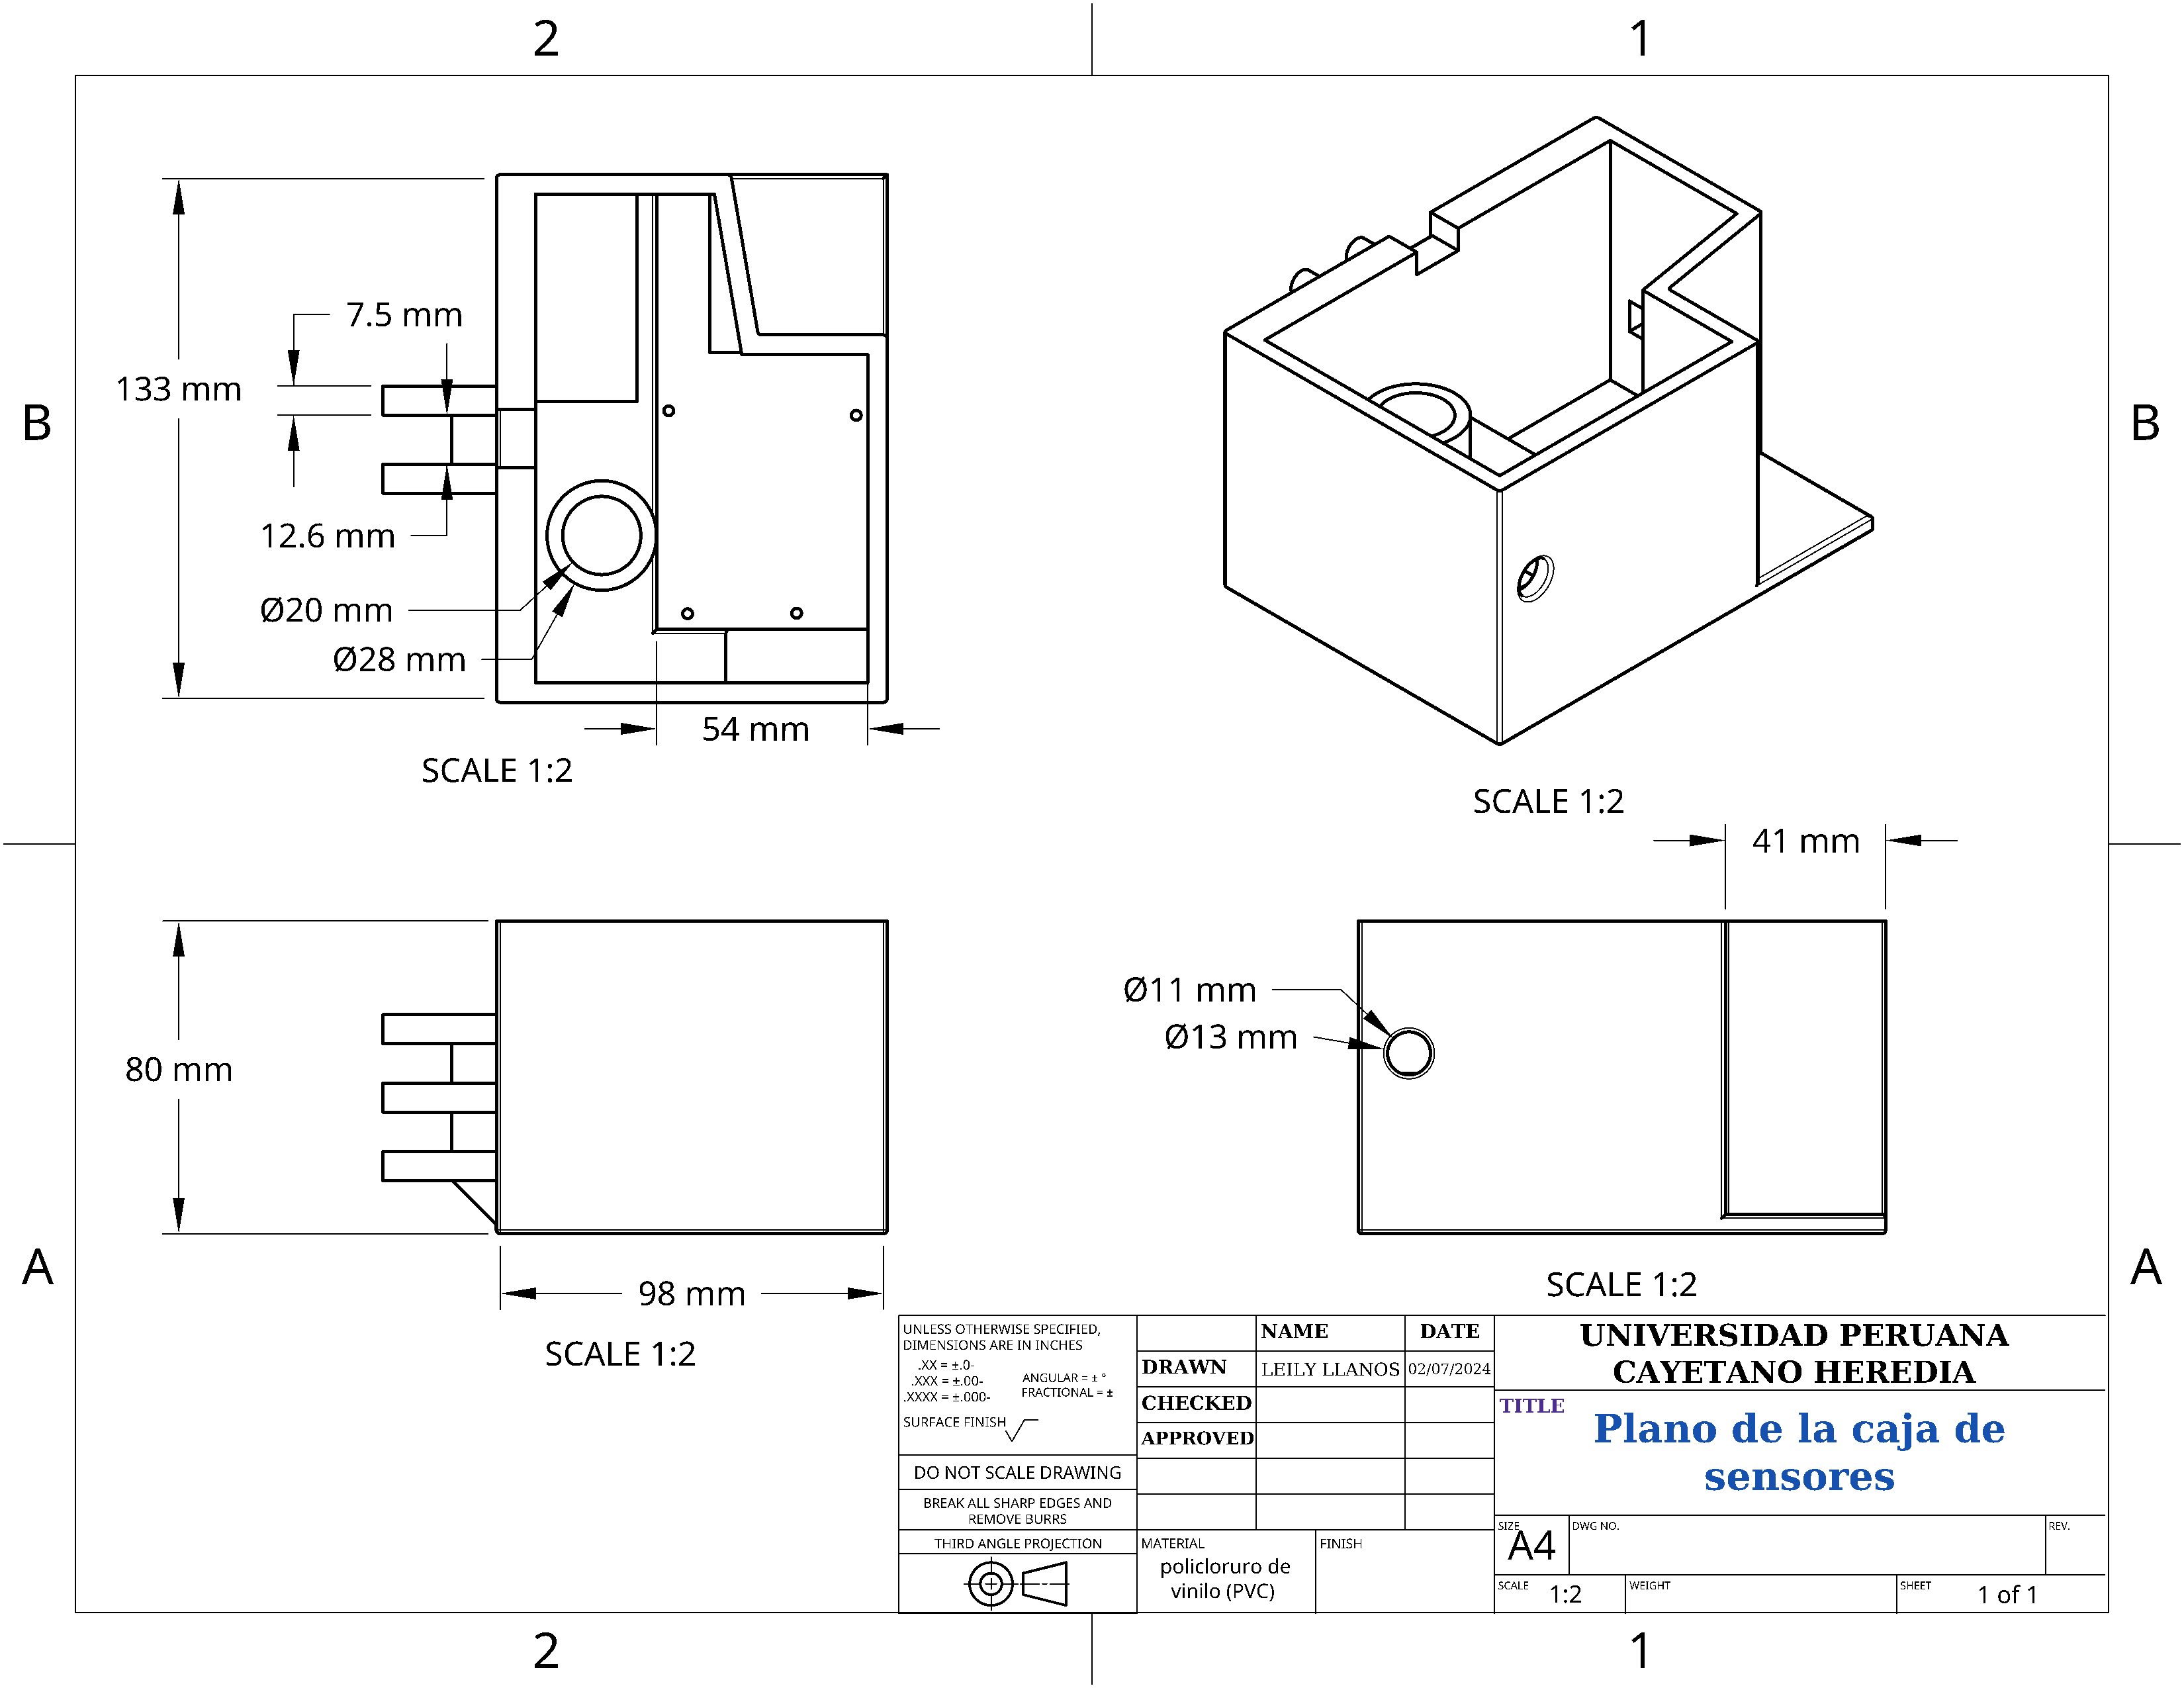 2
1
B
B
7.5 mm
133 mm
12.6 mm
Ø20 mm
Ø28 mm
54 mm
SCALE 1:2
SCALE 1:2
41 mm
Ø11 mm
Ø13 mm
80 mm
98 mm
SCALE 1:2
SCALE 1:2
A
A
UNLESS OTHERWISE SPECIFIED,
DIMENSIONS ARE IN INCHES
.XX = ±.0-
.XXX = ±.00-
.XXXX = ±.000-
ANGULAR = ± °
FRACTIONAL = ±
SURFACE FINISH
DO NOT SCALE DRAWING
BREAK ALL SHARP EDGES AND
REMOVE BURRS
THIRD ANGLE PROJECTION
NAME
DATE
DRAWN
LEILY LLANOS
02/07/2024
CHECKED
APPROVED
MATERIAL
policloruro de
vinilo (PVC)
FINISH
UNIVERSIDAD PERUANA
CAYETANO HEREDIA
TITLE
Plano de la caja de
sensores
SIZE
A4
DWG NO.
REV.
SCALE
1:2
WEIGHT
SHEET
1 of 1
2
1